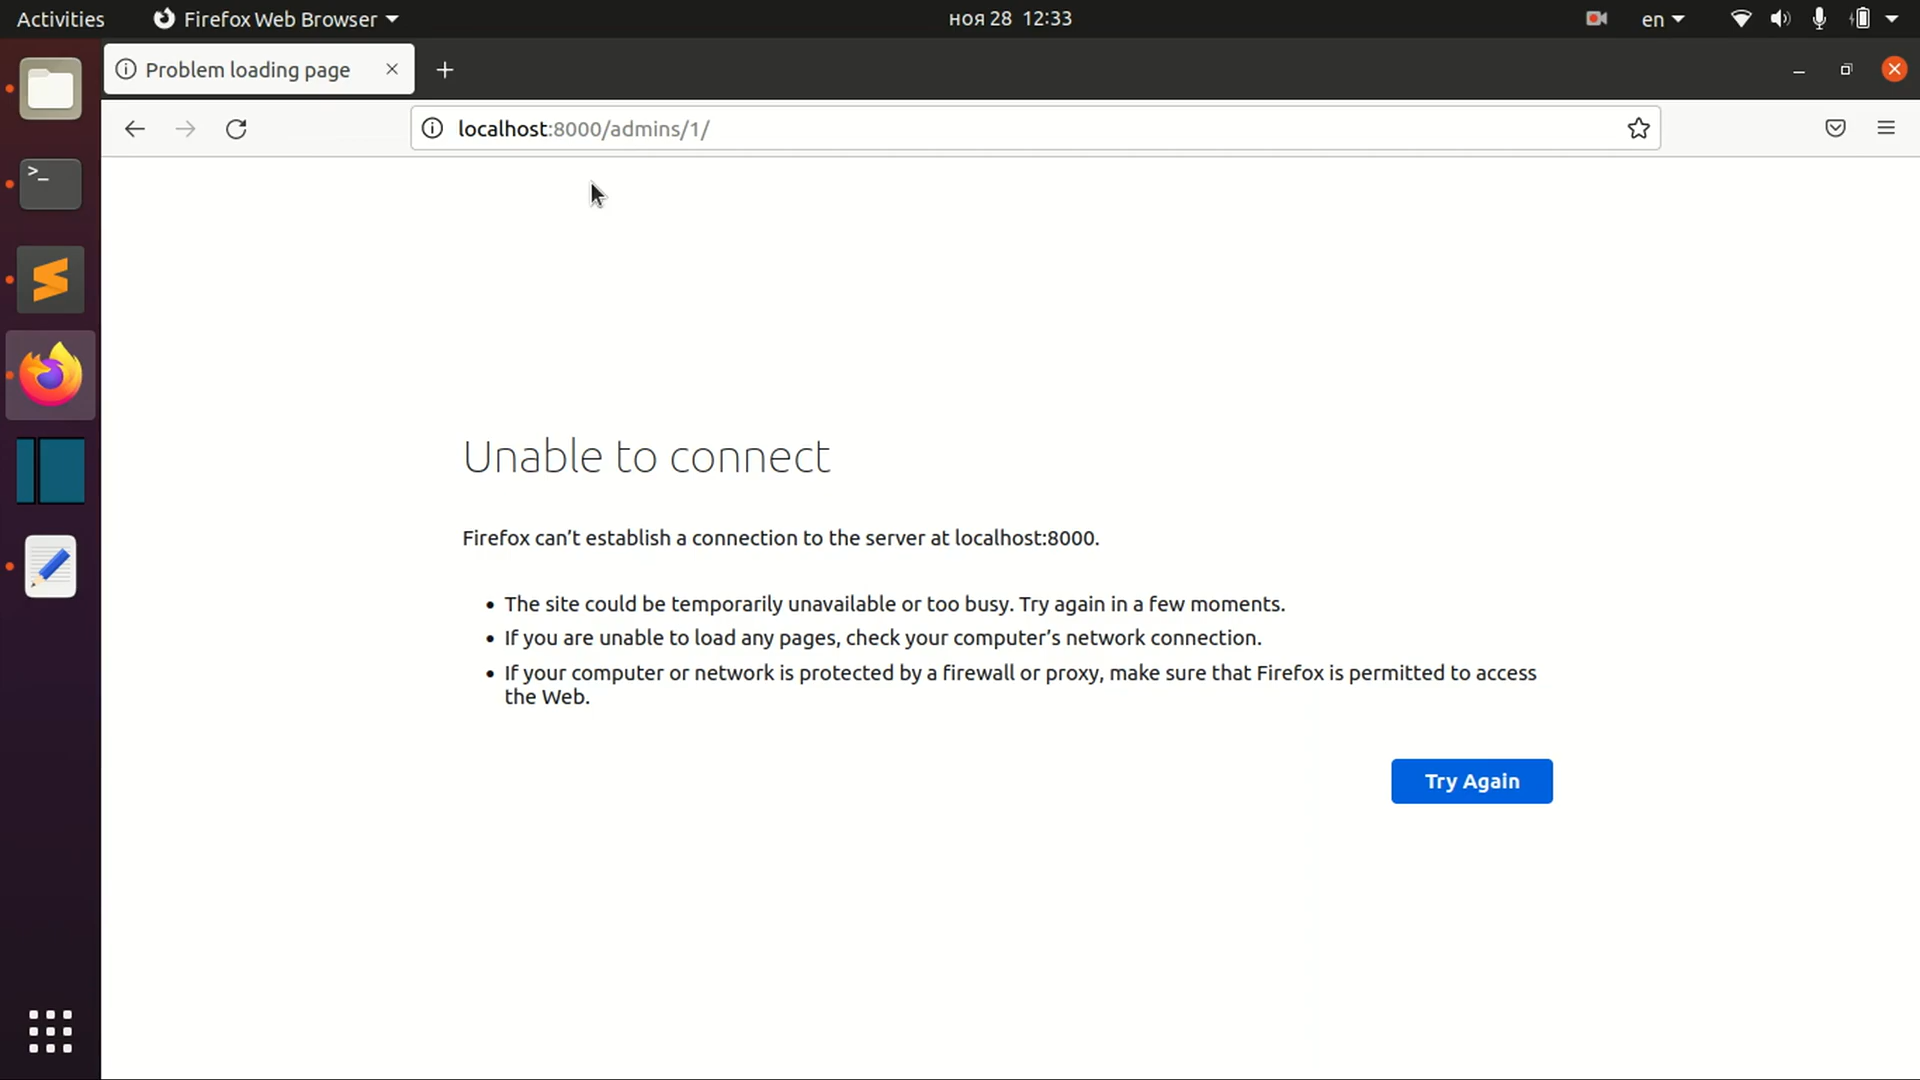 Activities
Firefox Web Browser
ноя 28 12:33
en
Problem loading page
localhost:8000/admins/1/
Unable to connect
Firefox can’t establish a connection to the server at localhost:8000.
• The site could be temporarily unavailable or too busy. Try again in a few moments.
• If you are unable to load any pages, check your computer’s network connection.
• If your computer or network is protected by a firewall or proxy, make sure that Firefox is permitted to access
the Web.
Try Again